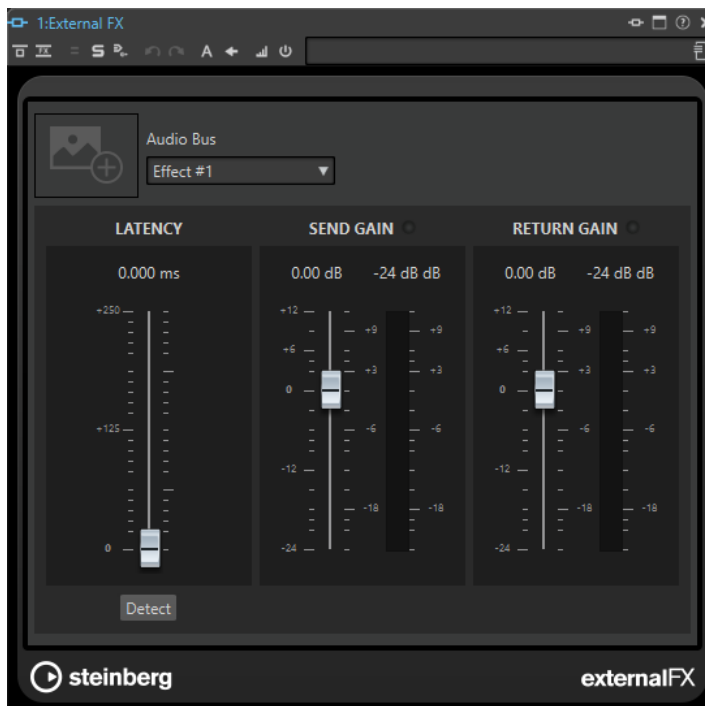 1:External FX
Audio Bus
Effect #1
LATENCY
SEND GAIN
RETURN GAIN
0.000 ms
0.00 dB -24 dB dB
0.00 dB -24 dB dB
+250
+125
0
+12
+9 +9
+6
+3 +3
0
-6 -6
-12
-18 -18
-24
+12
+9 +9
+6
+3 +3
0
-6 -6
-12
-18 -18
-24
Detect
steinberg
externalFX